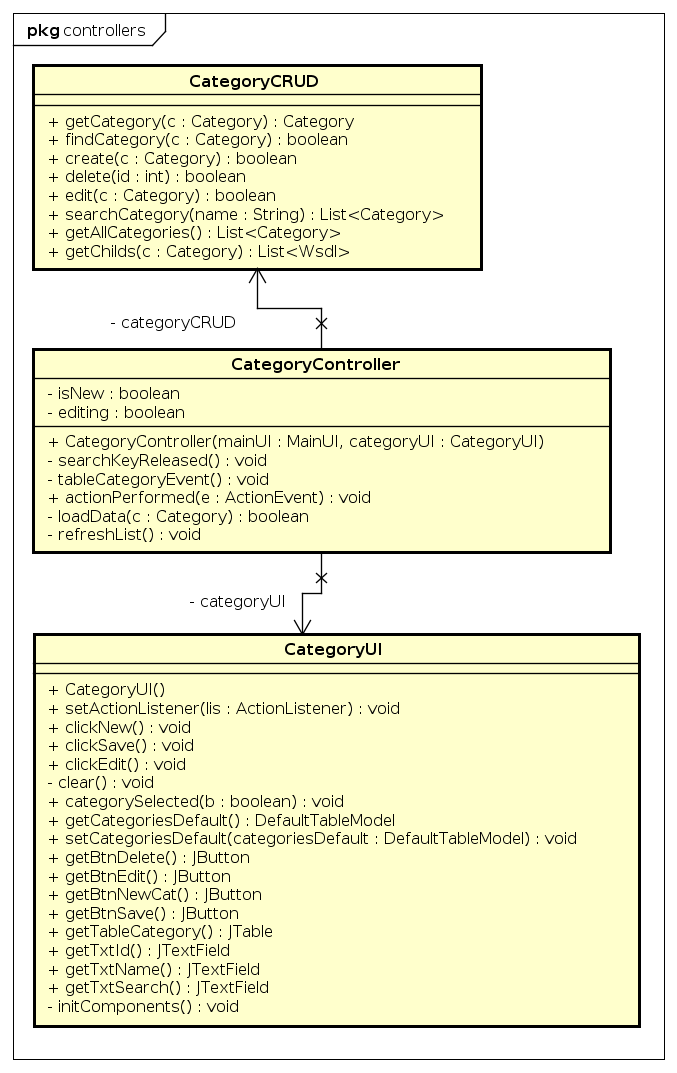 pkg controllers
CategoryCRUD
+ getCategory(c : Category) : Category
+ findCategory(c : Category) : boolean
+ create(c : Category) : boolean
+ delete(id : int) : boolean
+ edit(c : Category) : boolean
+ searchCategory(name : String) : List<Category>
+ getAllCategories() : List<Category>
+ getChilds(c : Category) : List<Wsdl>
- categoryCRUD
CategoryController
- isNew : boolean
- editing : boolean
+ CategoryController(mainUI : MainUI, categoryUI : CategoryUI)
- searchKeyReleased() : void
- tableCategoryEvent() : void
+ actionPerformed(e : ActionEvent) : void
- loadData(c : Category) : boolean
- refreshList() : void
- categoryUI
CategoryUI
+ CategoryUI()
+ setActionListener(lis : ActionListener) : void
+ clickNew() : void
+ clickSave() : void
+ clickEdit() : void
- clear() : void
+ categorySelected(b : boolean) : void
+ getCategoriesDefault() : DefaultTableModel
+ setCategoriesDefault(categoriesDefault : DefaultTableModel) : void
+ getBtnDelete() : JButton
+ getBtnEdit() : JButton
+ getBtnNewCat() : JButton
+ getBtnSave() : JButton
+ getTableCategory() : JTable
+ getTxtId() : JTextField
+ getTxtName() : JTextField
+ getTxtSearch() : JTextField
- initComponents() : void